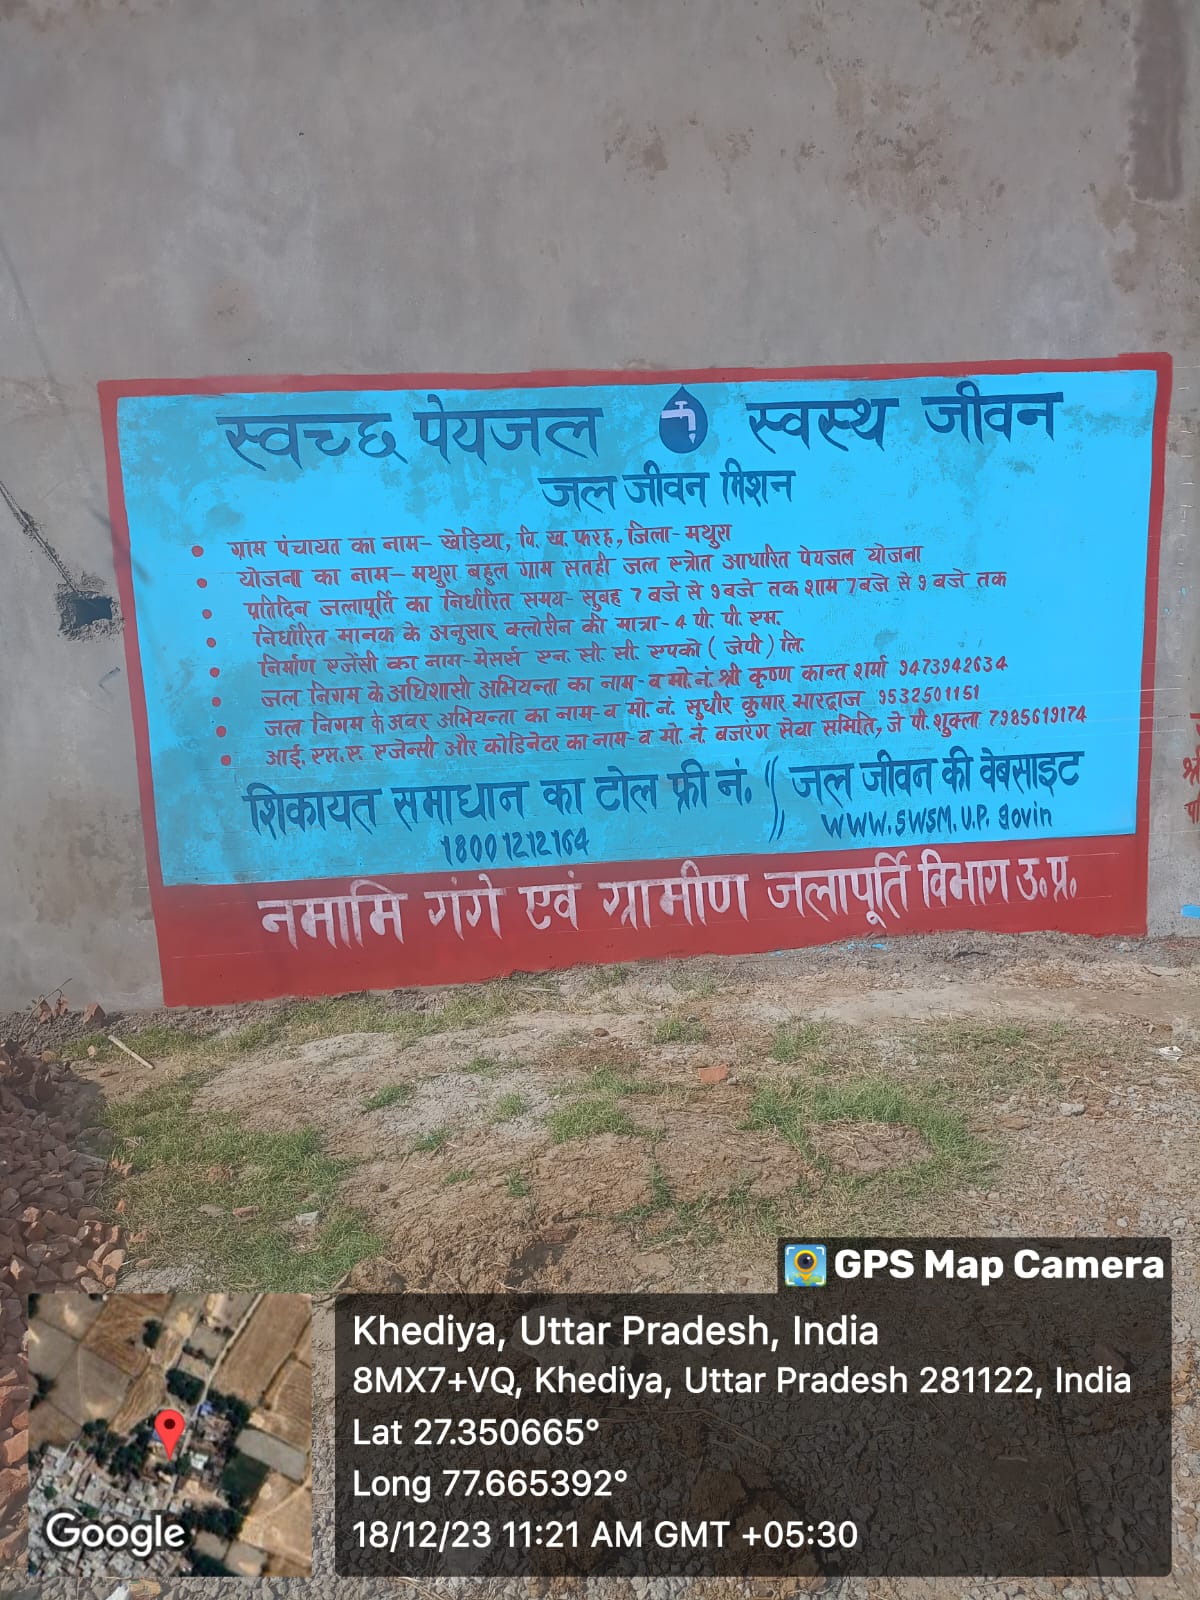 स्वच्छ पेयजल स्वस्थ जीवन
जल जीवन मिशन
• ग्राम पंचायत का नाम- खेड़िया, वि. ख. फरह, जिला- मथुरा
• योजना का नाम- मथुरा बहुल ग्राम सतही जल स्त्रोत आधारित पेयजल योजना
• प्रतिदिन जलापूर्ति का निर्धारित समय- सुबह 7 बजे से 9 बजे तक शाम 7 बजे से 9 बजे तक
• निर्धारित मानक के अनुसार क्लोरीन की मात्रा- 4 पी. पी. एम.
• निर्माण एजेंसी का नाम- मेसर्स एन. सी. सी. एपको ( जेपी ) लि.
• जल निगम के अधिशासी अभियन्ता का नाम- व मो. नं. श्री कृष्ण कान्त शर्मा 9473942634
• जल निगम के अवर अभियन्ता का नाम- व मो. नं. सुधीर कुमार भारद्वाज 9532501151
• आई. एस. ए. एजेन्सी और कोडिनेटर का नाम- व मो. नं. बजरंग सेवा समिति, जे पी. शुक्ला 7985619174
शिकायत समाधान का टोल फ्री नं. // जल जीवन की वेबसाइट
18001212164 www.SWSM.U.P. govin
नमामि गंगे एवं ग्रामीण जलापूर्ति विभाग उ. प्र.
GPS Map Camera
Khediya, Uttar Pradesh, India
8MX7+VQ, Khediya, Uttar Pradesh 281122, India
Lat 27.350665°
Long 77.665392°
18/12/23 11:21 AM GMT +05:30
Google